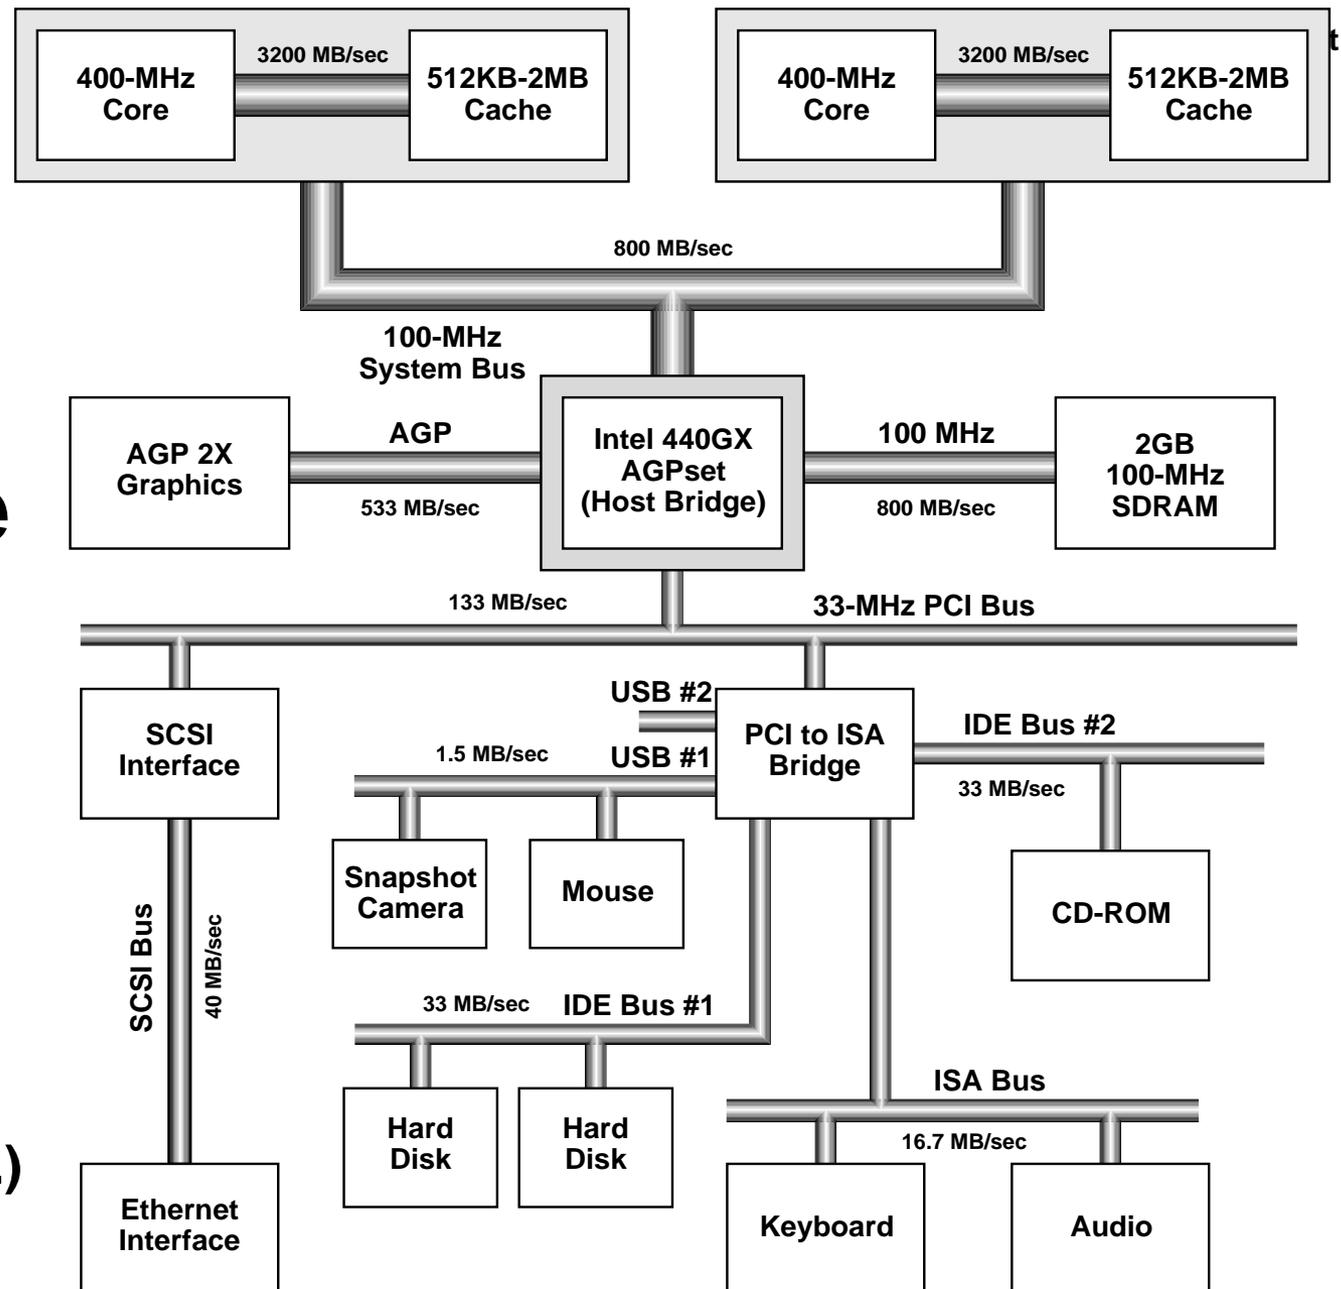 3200 MB/sec
400-MHz
Core
512KB-2MB
Cache
3200 MB/sec
400-MHz
Core
512KB-2MB
Cache
t
800 MB/sec
100-MHz
System Bus
AGP 2X
Graphics
AGP
533 MB/sec
Intel 440GX
AGPset
(Host Bridge)
100 MHz
800 MB/sec
2GB
100-MHz
SDRAM
e
133 MB/sec
33-MHz PCI Bus
SCSI
Interface
USB #2
1.5 MB/sec
USB #1
PCI to ISA
Bridge
IDE Bus #2
33 MB/sec
Snapshot
Camera
Mouse
CD-ROM
SCSI Bus
40 MB/sec
33 MB/sec
IDE Bus #1
ISA Bus
16.7 MB/sec
Hard
Disk
Hard
Disk
.)
Ethernet
Interface
Keyboard
Audio